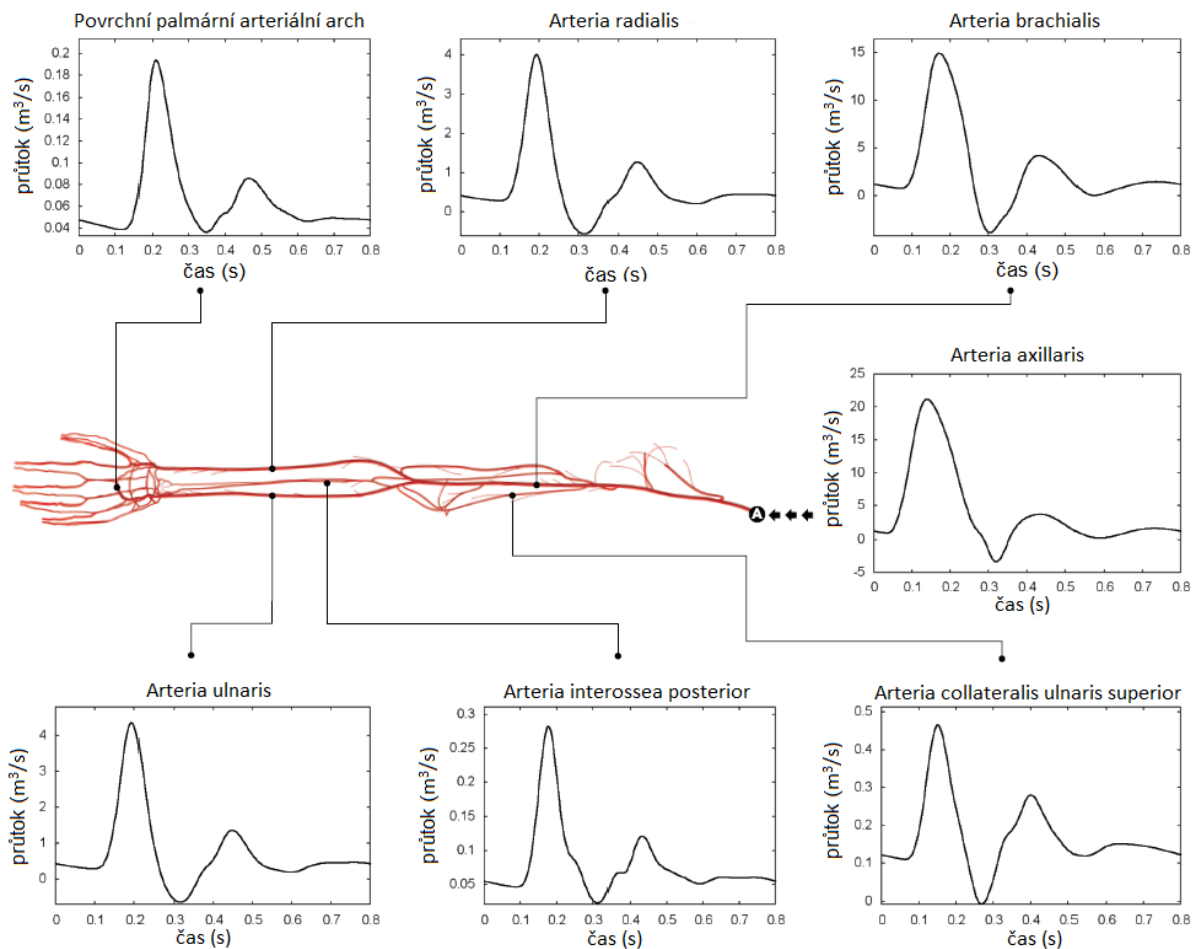 Povrchní palmární arteriální arch
0.2
0.18
0.16
0.14
0.12
0.1
0.08
0.06
0.04
průtok (m³/s)
0 0.1 0.2 0.3 0.4 0.5 0.6 0.7 0.8
čas (s)
Arteria radialis
4
3
2
1
0
průtok (m³/s)
0 0.1 0.2 0.3 0.4 0.5 0.6 0.7 0.8
čas (s)
Arteria brachialis
15
10
5
0
průtok (m³/s)
0 0.1 0.2 0.3 0.4 0.5 0.6 0.7 0.8
čas (s)
Arteria axillaris
25
20
15
10
5
0
-5
průtok (m³/s)
0 0.1 0.2 0.3 0.4 0.5 0.6 0.7 0.8
čas (s)
A
Arteria ulnaris
4
3
2
1
0
průtok (m³/s)
0 0.1 0.2 0.3 0.4 0.5 0.6 0.7 0.8
čas (s)
Arteria interossea posterior
0.3
0.25
0.2
0.15
0.1
0.05
průtok (m³/s)
0 0.1 0.2 0.3 0.4 0.5 0.6 0.7 0.8
čas (s)
Arteria collateralis ulnaris superior
0.5
0.4
0.3
0.2
0.1
0
průtok (m³/s)
0 0.1 0.2 0.3 0.4 0.5 0.6 0.7 0.8
čas (s)